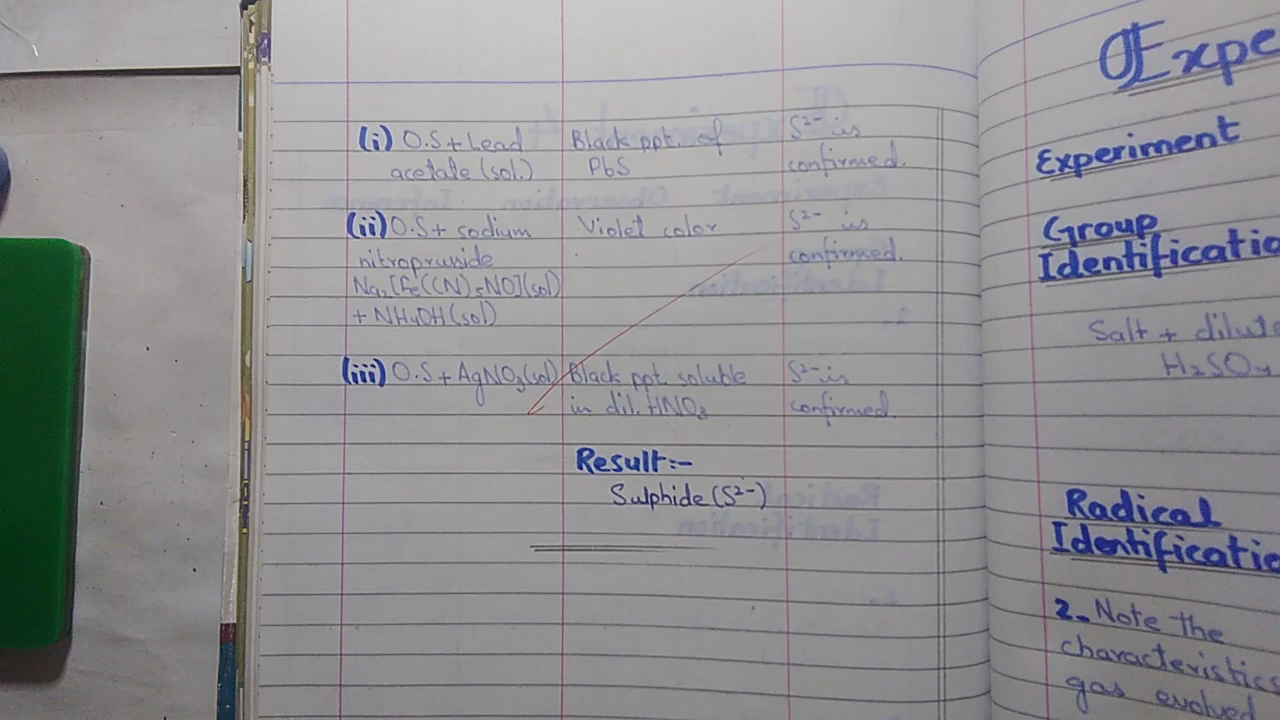 (i) O.S + Lead Black ppt. of S²⁻ is
acetate (sol.) PbS confirmed.
(ii) O.S + sodium Violet color S²⁻ is
nitroprusside confirmed.
Na₂[Fe(CN)₅NO](sol)
+ NH₄OH (sol)
(iii) O.S + AgNO₃(sol) Black ppt. soluble S²⁻ is
in dil. HNO₃ confirmed.
Result:-
Sulphide (S²⁻)
Expe
Experiment
Group
Identificatio
Salt + dilute
H₂SO₄
Radical
Identificatio
2. Note the
characteristics
gas evolved